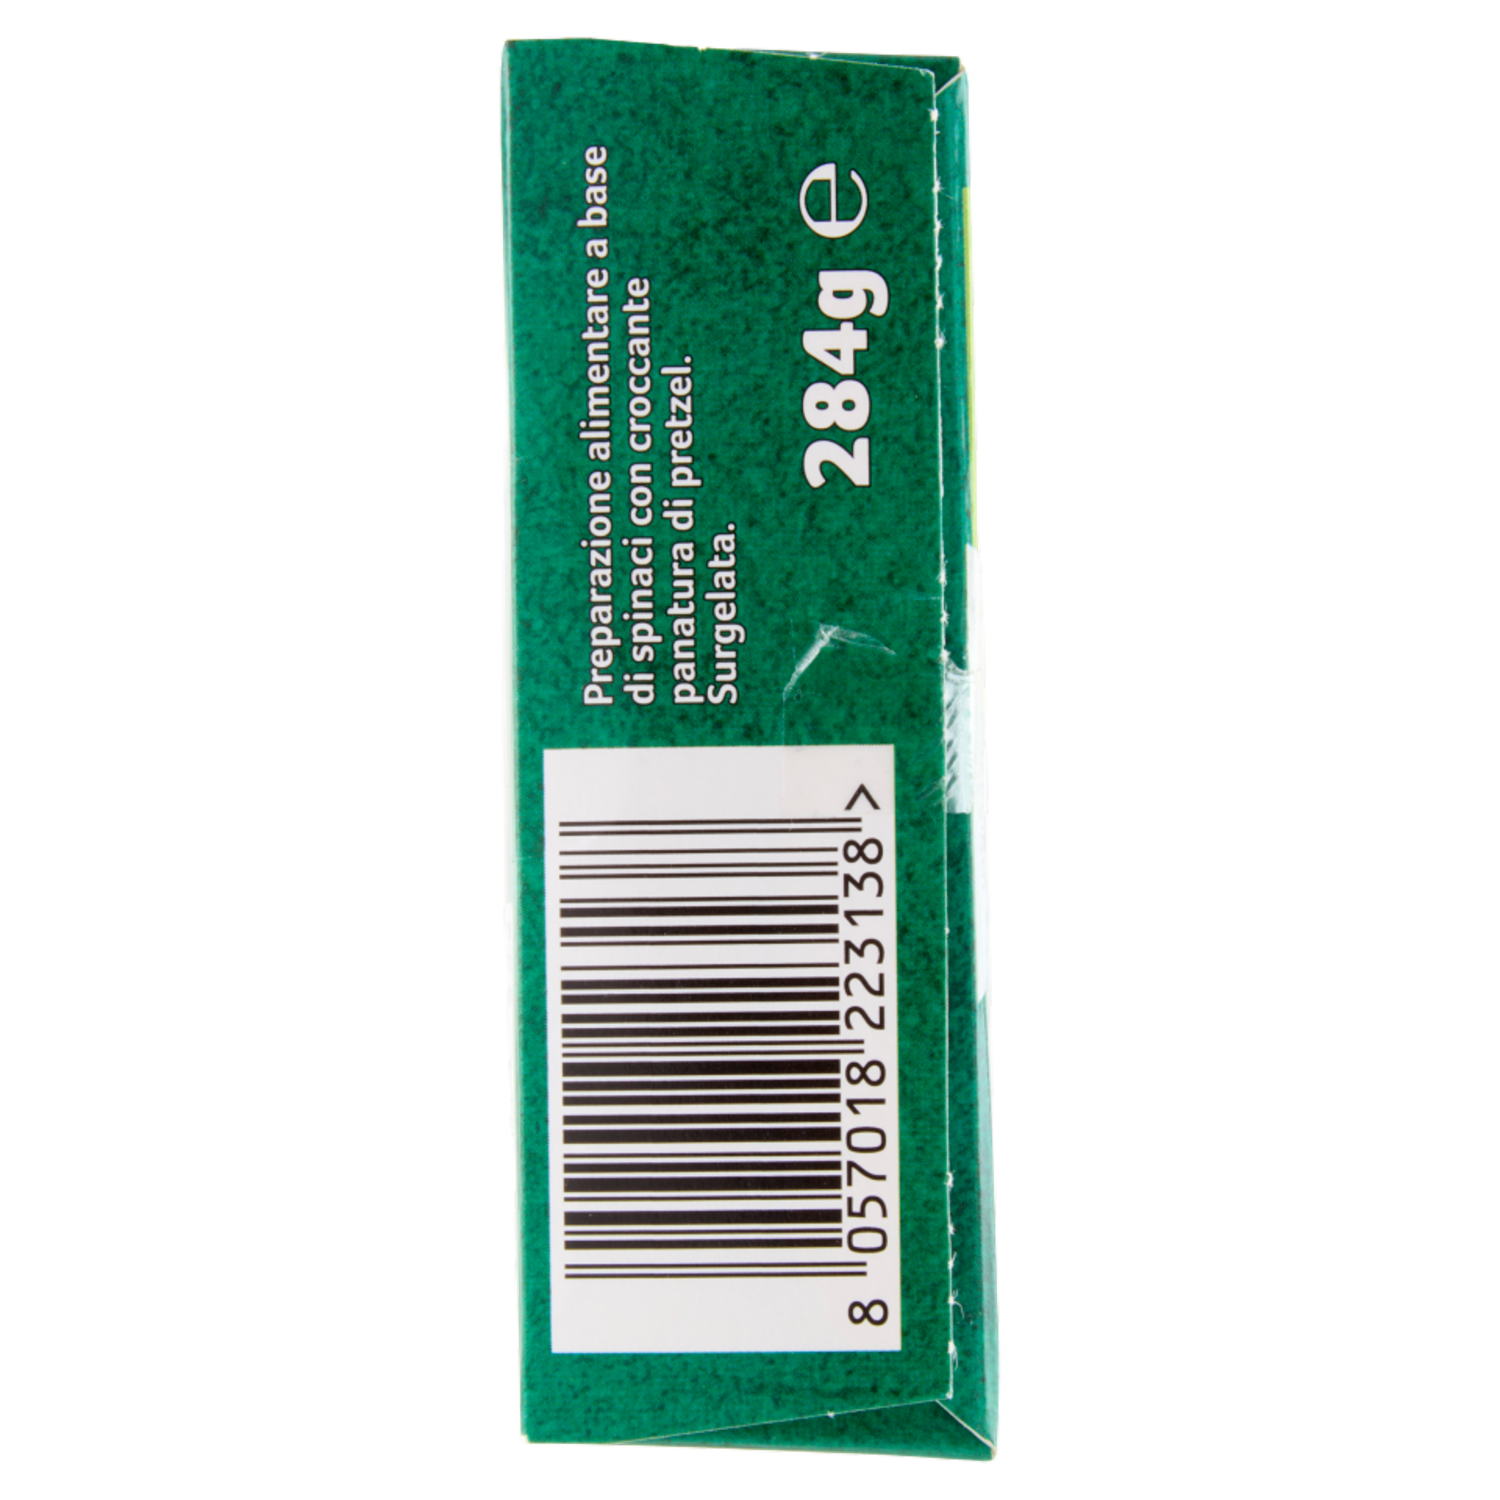 Preparazione alimentare a base
di spinaci con croccante
panatura di pretzel.
Surgelata.
284g ℮
8 057018 223138 >